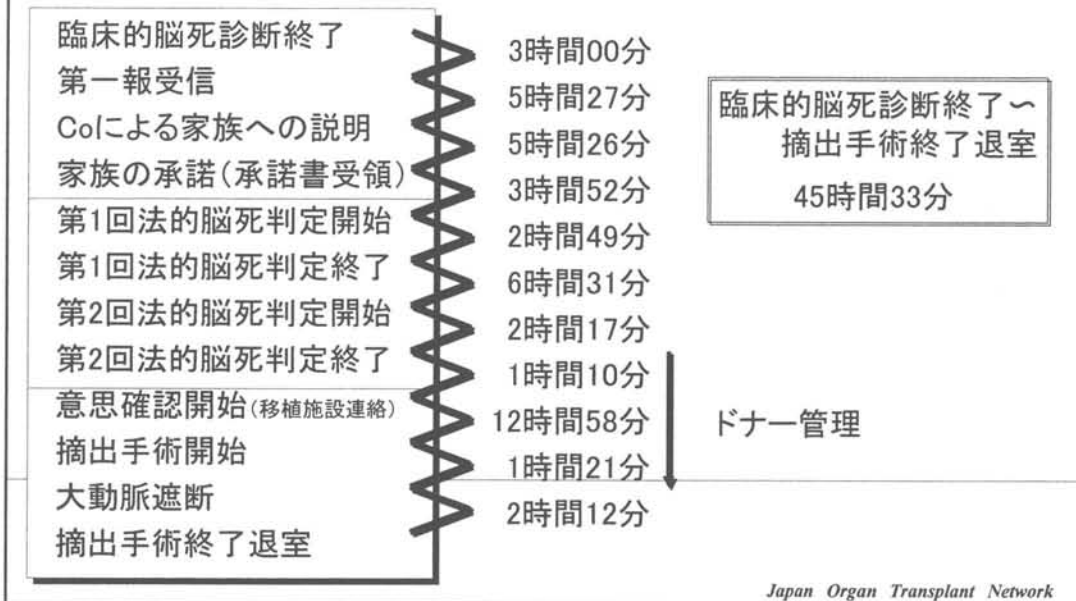 臨床的脳死診断終了
第一報受信
Coによる家族への説明
家族の承諾(承諾書受領)
第1回法的脳死判定開始
第1回法的脳死判定終了
第2回法的脳死判定開始
第2回法的脳死判定終了
意思確認開始(移植施設連絡)
摘出手術開始
大動脈遮断
摘出手術終了退室
3時間00分
5時間27分
5時間26分
3時間52分
2時間49分
6時間31分
2時間17分
1時間10分
12時間58分
1時間21分
2時間12分
臨床的脳死診断終了〜
摘出手術終了退室
45時間33分
ドナー管理
Japan Organ Transplant Network